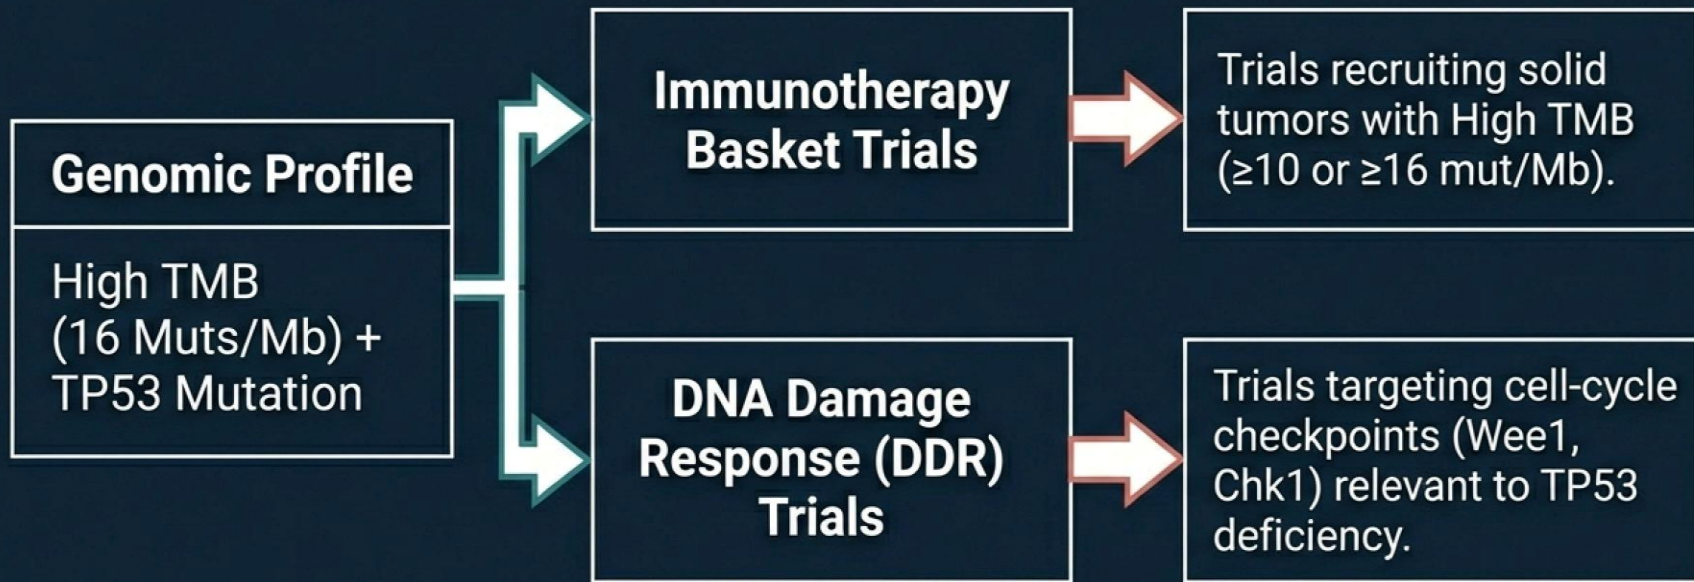 Genomic Profile
High TMB
(16 Muts/Mb) +
TP53 Mutation
Immunotherapy
Basket Trials
Trials recruiting solid
tumors with High TMB
(≥10 or ≥16 mut/Mb).
DNA Damage
Response (DDR)
Trials
Trials targeting cell-cycle
checkpoints (Wee1,
Chk1) relevant to TP53
deficiency.